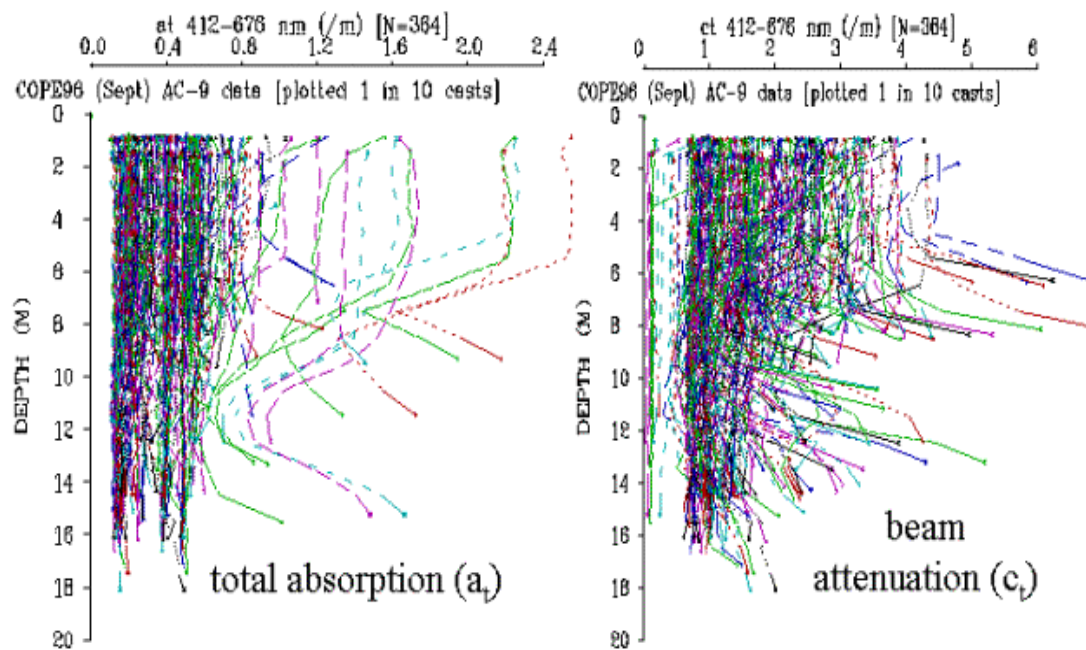 at 412-676 nm (/m) [N=364]
0.0 0.4 0.8 1.2 1.6 2.0 2.4
COPE96 (Sept) AC-9 data [plotted 1 in 10 casts]
0
2
4
6
8
10
12
14
16
18
20
DEPTH (M)
total absorption (at)
ct 412-676 nm (/m) [N=364]
0 1 2 3 4 5 6
COPE96 (Sept) AC-9 data [plotted 1 in 10 casts]
0
2
4
6
8
10
12
14
16
18
20
DEPTH (M)
beam
attenuation (ct)